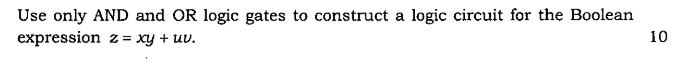 Use only AND and OR logic gates to construct a logic circuit for the Boolean
expression z = xy + uv. 10